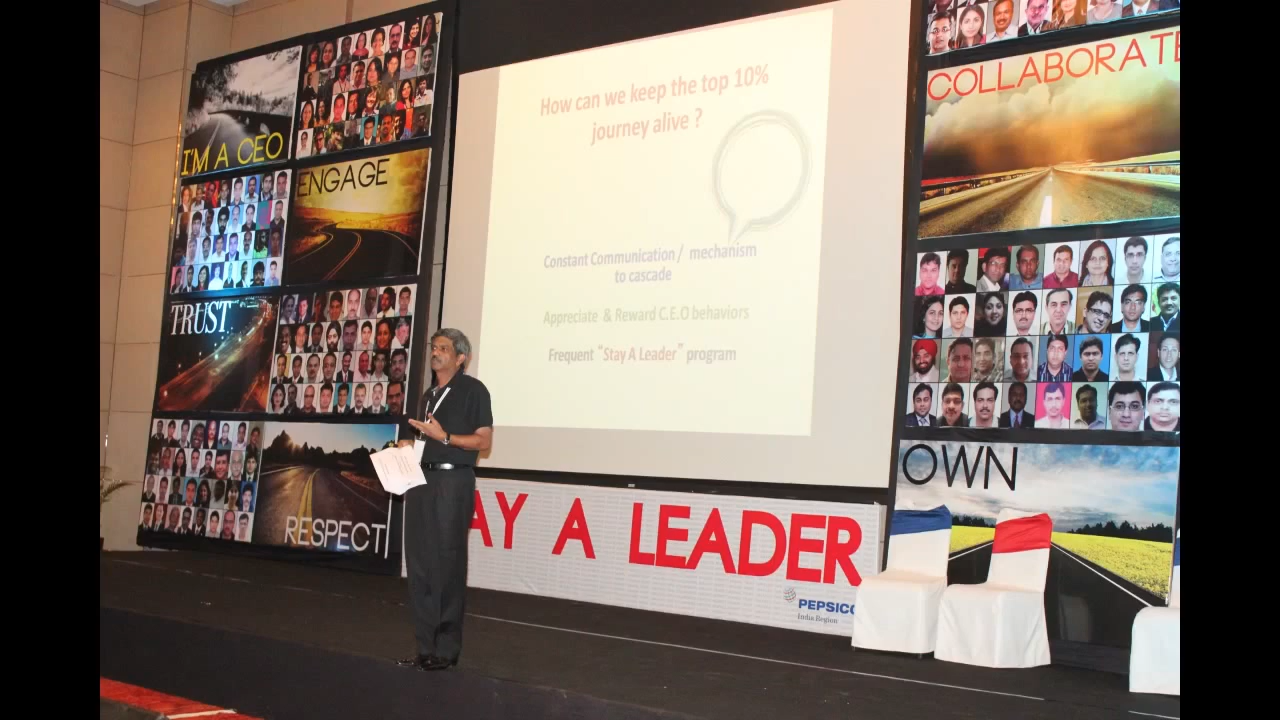 I'M A CEO
ENGAGE
TRUST
RESPECT
How can we keep the top 10%
journey alive ?
Constant Communication / mechanism
to cascade
Appreciate & Reward C.E.O behaviors
Frequent "Stay A Leader" program
AY A LEADER
PEPSICO
India Region
COLLABORATE
OWN